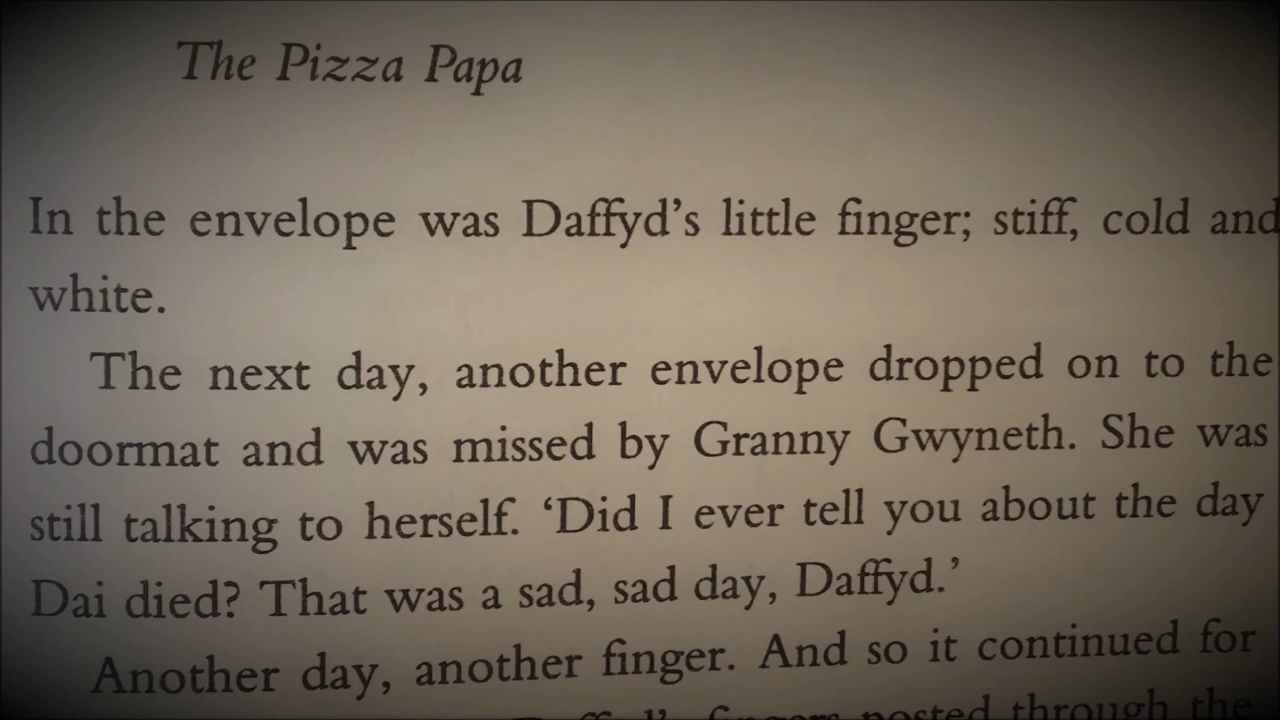 The Pizza Papa
In the envelope was Daffyd’s little finger; stiff, cold and
white.
The next day, another envelope dropped on to the
doormat and was missed by Granny Gwyneth. She was
still talking to herself. ‘Did I ever tell you about the day
Dai died? That was a sad, sad day, Daffyd.’
Another day, another finger. And so it continued for
posted through the